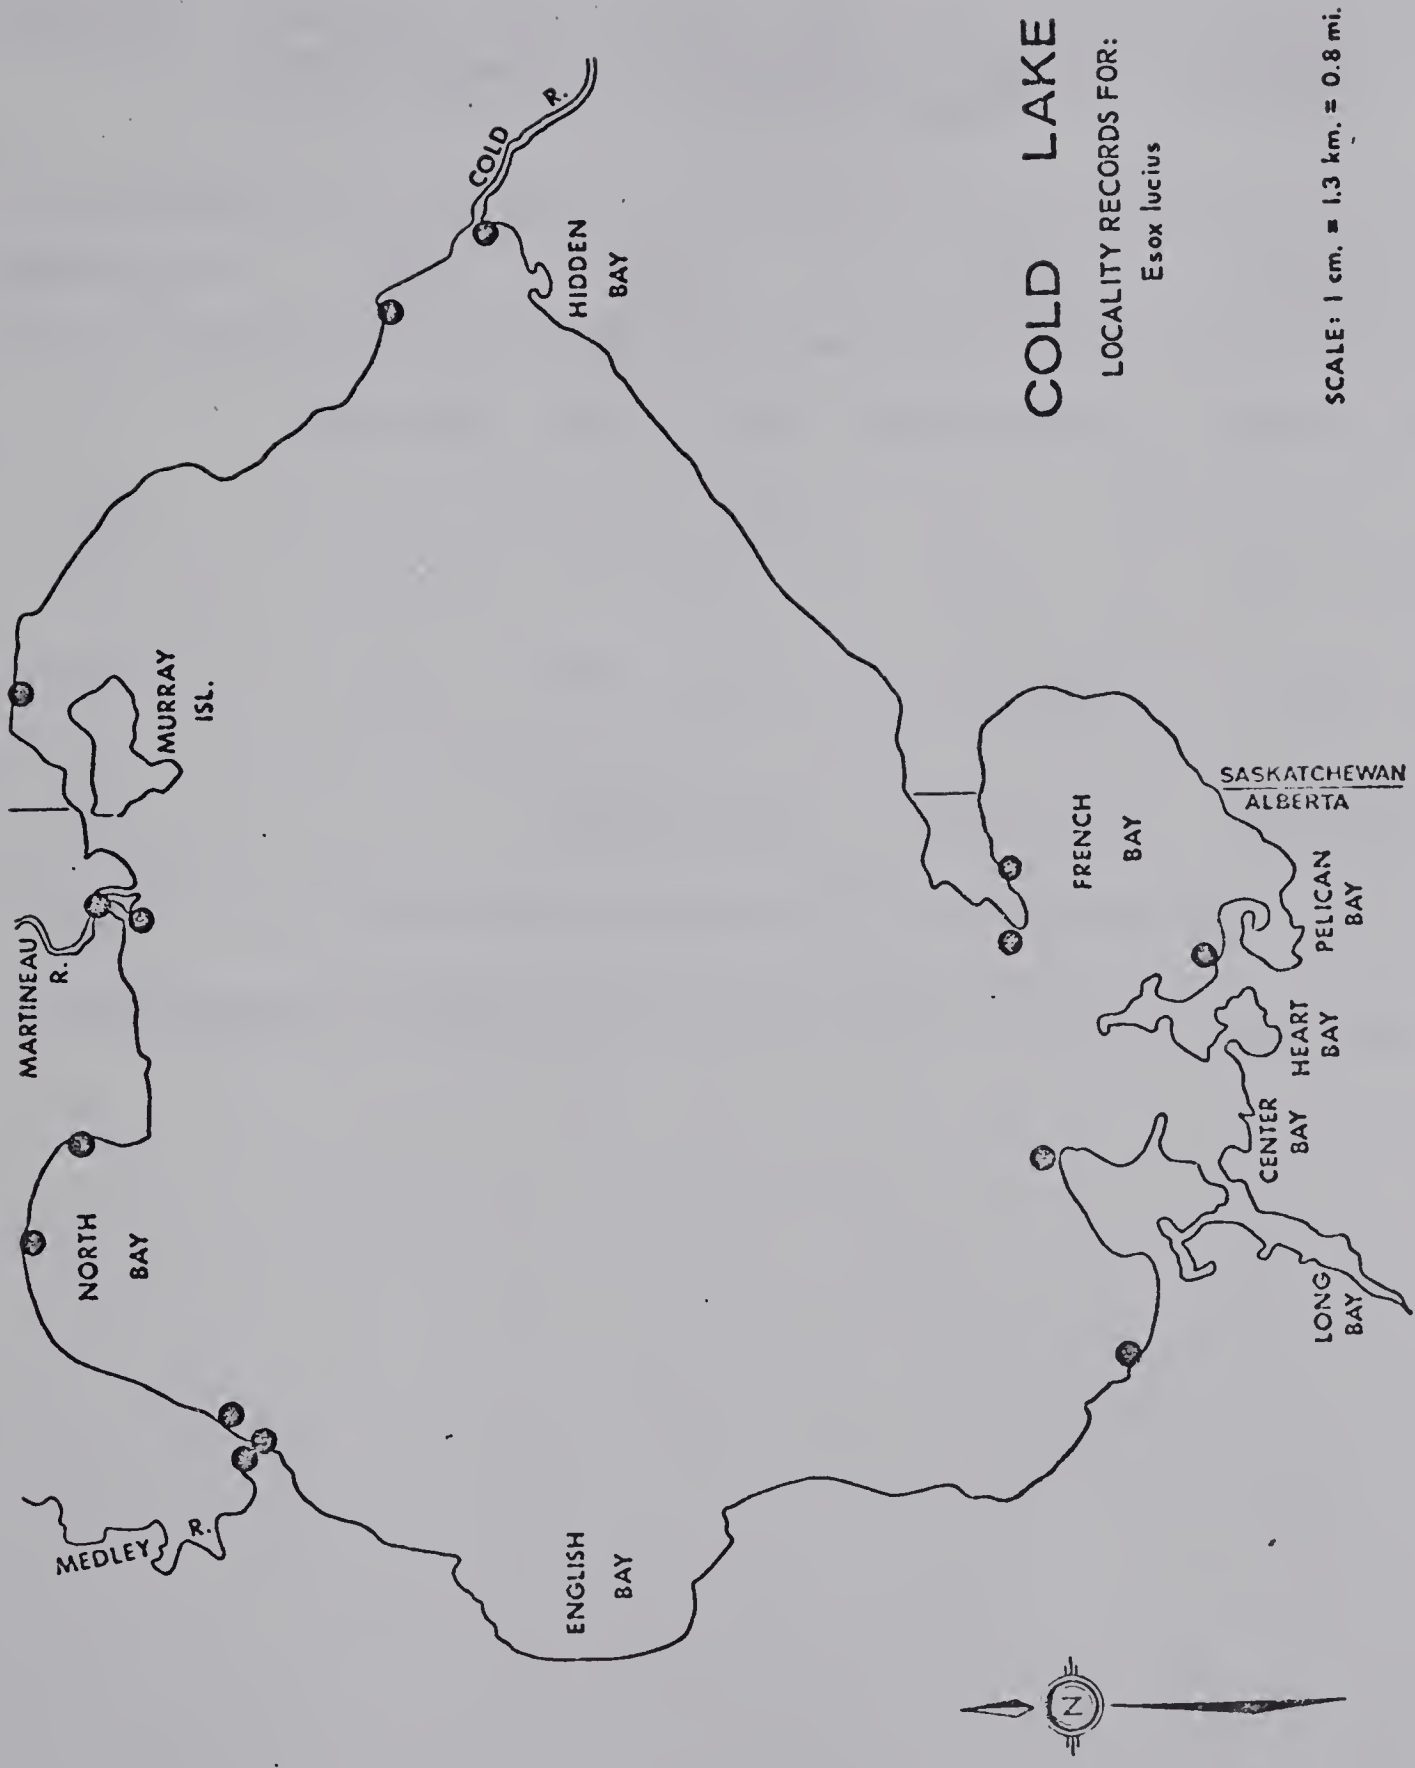 COLD LAKE
LOCALITY RECORDS FOR:
Esox lucius
SCALE: 1 cm. = 1.3 km. = 0.8 mi.
COLD R.
HIDDEN
BAY
MURRAY
ISL.
MARTINEAU
R.
NORTH
BAY
MEDLEY R.
ENGLISH
BAY
FRENCH
BAY
SASKATCHEWAN
ALBERTA
PELICAN
BAY
HEART
BAY
CENTER
BAY
LONG
BAY
N